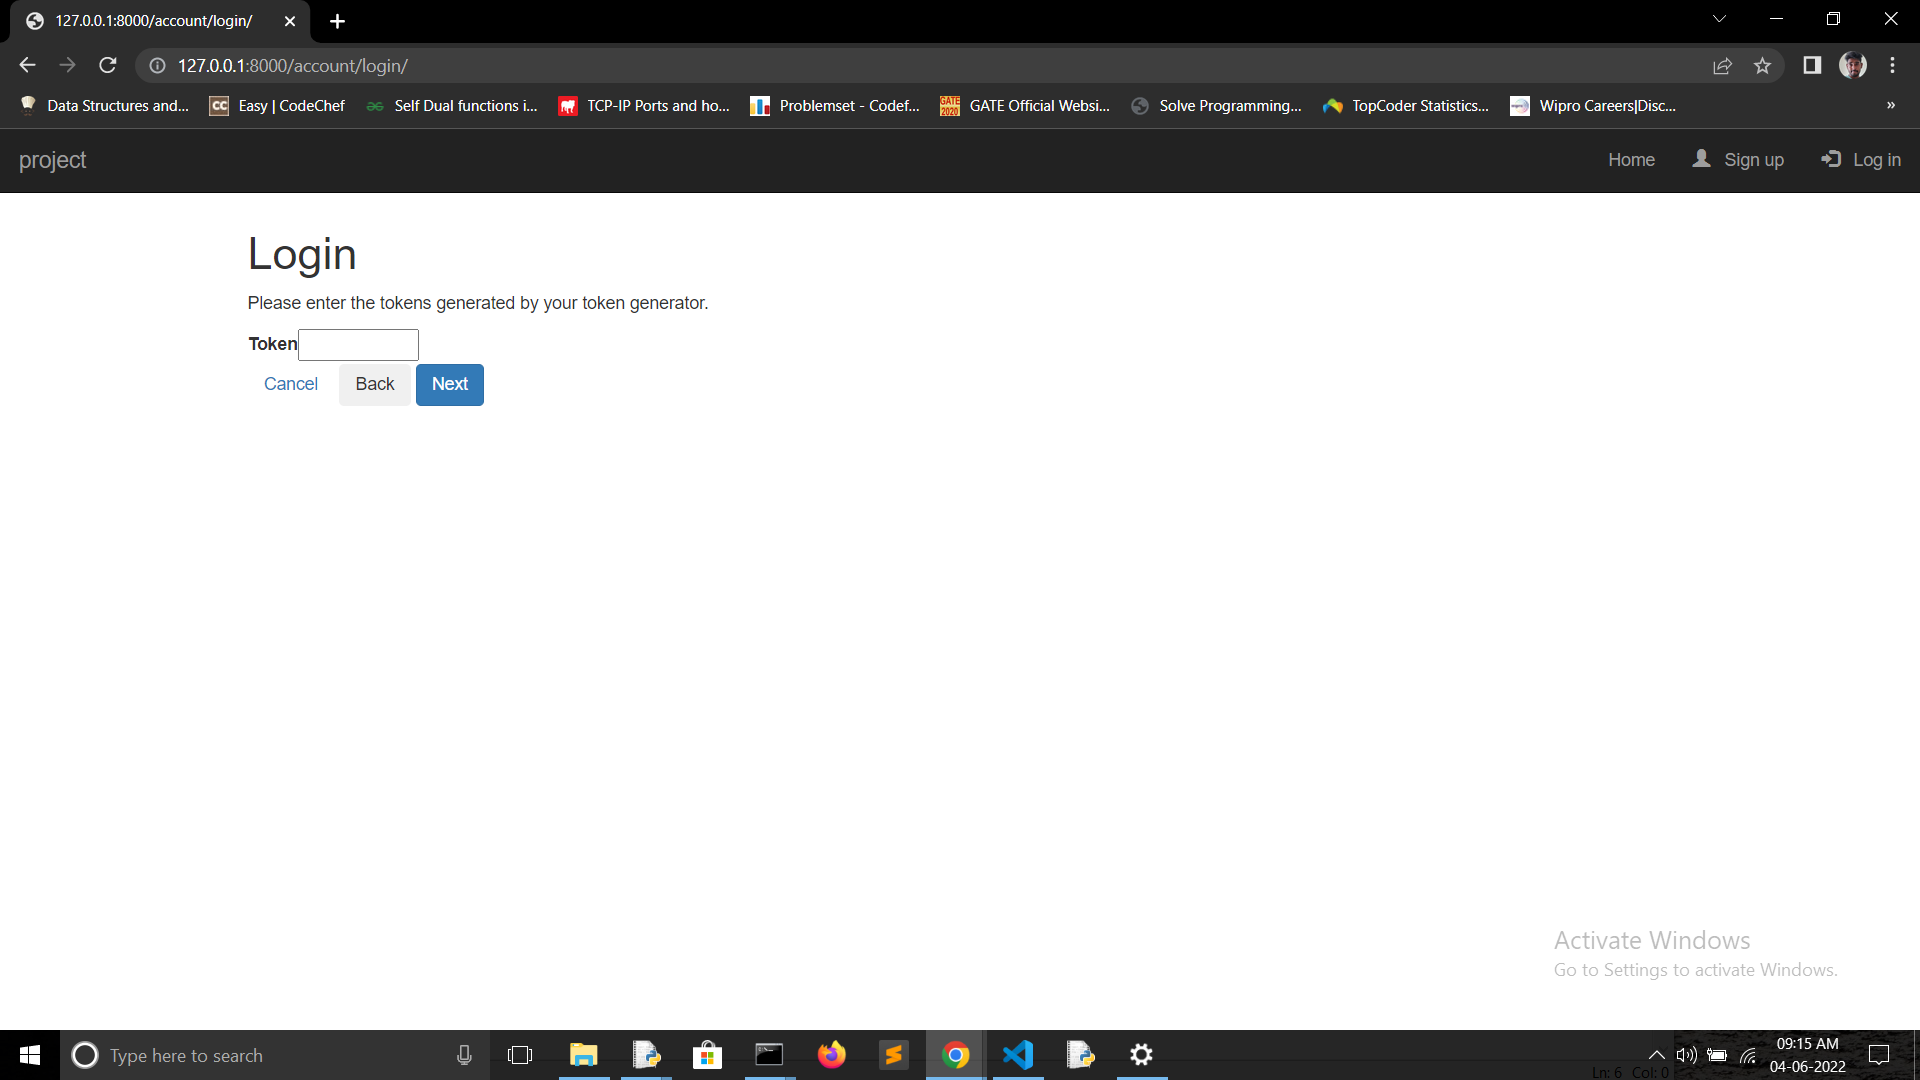 127.0.0.1:8000/account/login/
127.0.0.1:8000/account/login/
Data Structures and... CC Easy | CodeChef Self Dual functions i... TCP-IP Ports and ho... Problemset - Codef... GATE 2020 GATE Official Websi... Solve Programming... TopCoder Statistics... Wipro Careers|Disc... »
project Home Sign up Log in
Login
Please enter the tokens generated by your token generator.
Token
Cancel Back Next
Activate Windows
Go to Settings to activate Windows.
Type here to search
09:15 AM
04-06-2022
Ln: 6 Col: 0